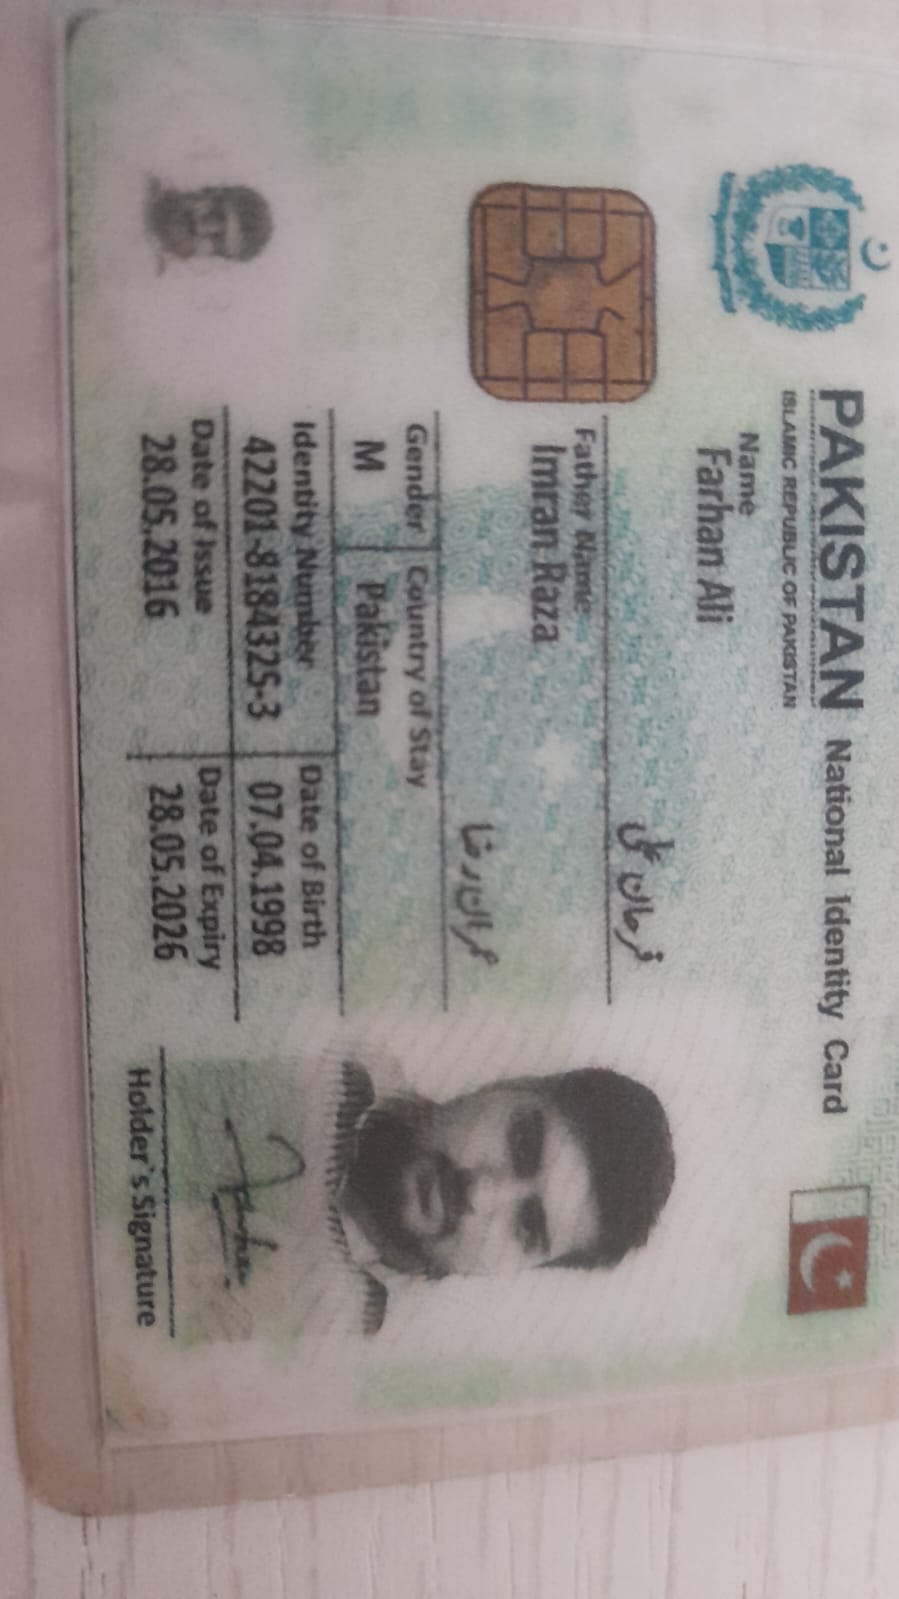 PAKISTAN National Identity Card
ISLAMIC REPUBLIC OF PAKISTAN
Name
Farhan Ali
فرحان علی
Father Name
Imran Raza
عمران رضا
Gender Country of Stay
M Pakistan
Identity Number Date of Birth
42201-8184325-3 07.04.1998
Date of Issue Date of Expiry
28.05.2016 28.05.2026
Holder's Signature